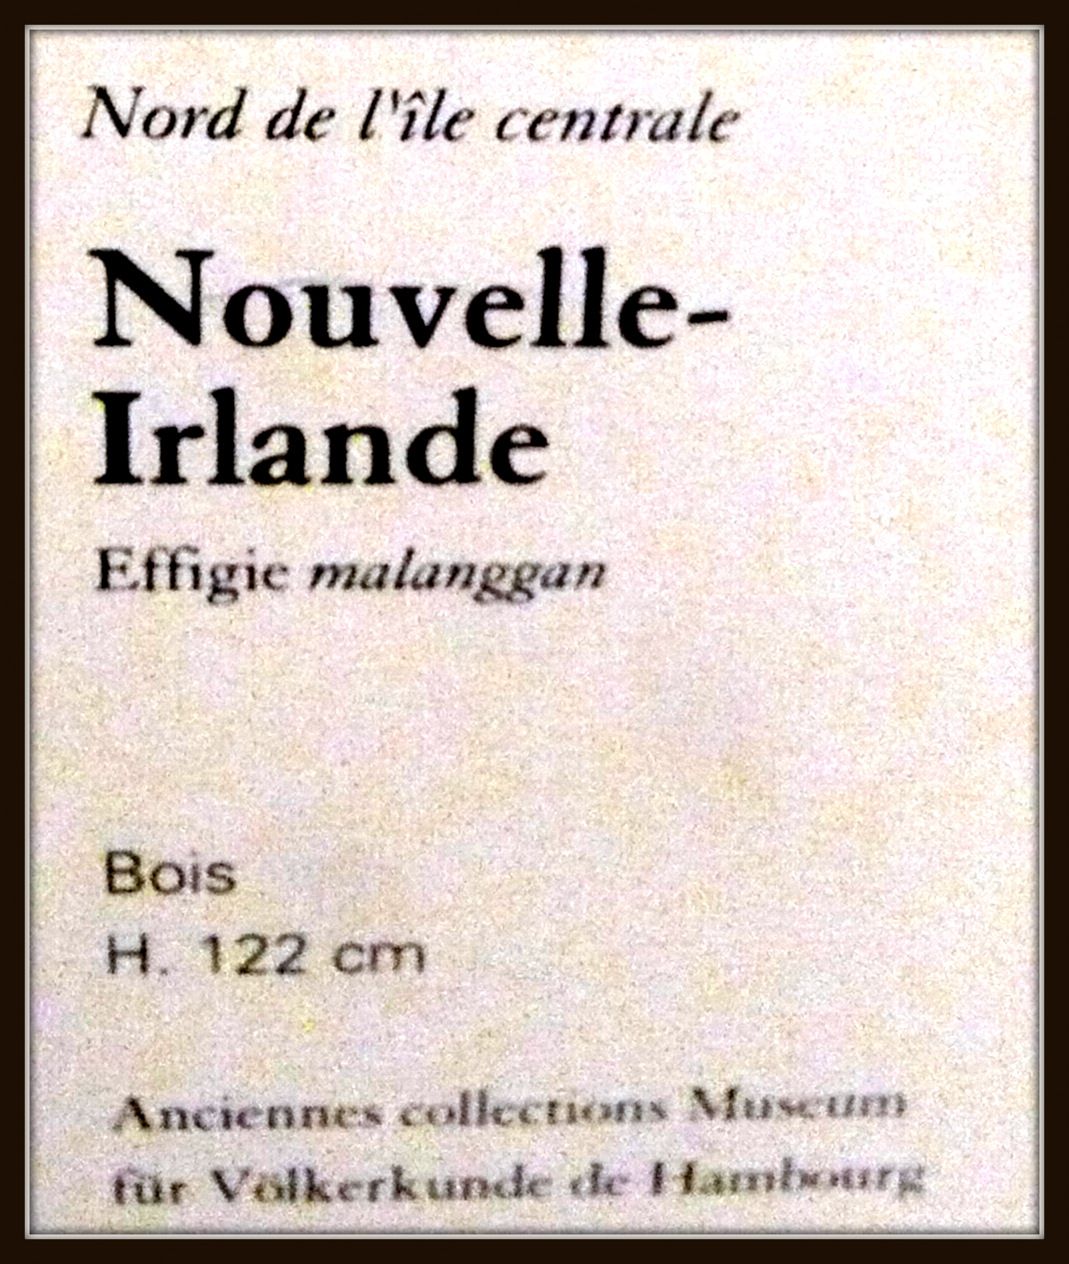 Nord de l'île centrale
Nouvelle-
Irlande
Effigie malanggan
Bois
H. 122 cm
Anciennes collections Museum
für Völkerkunde de Hambourg